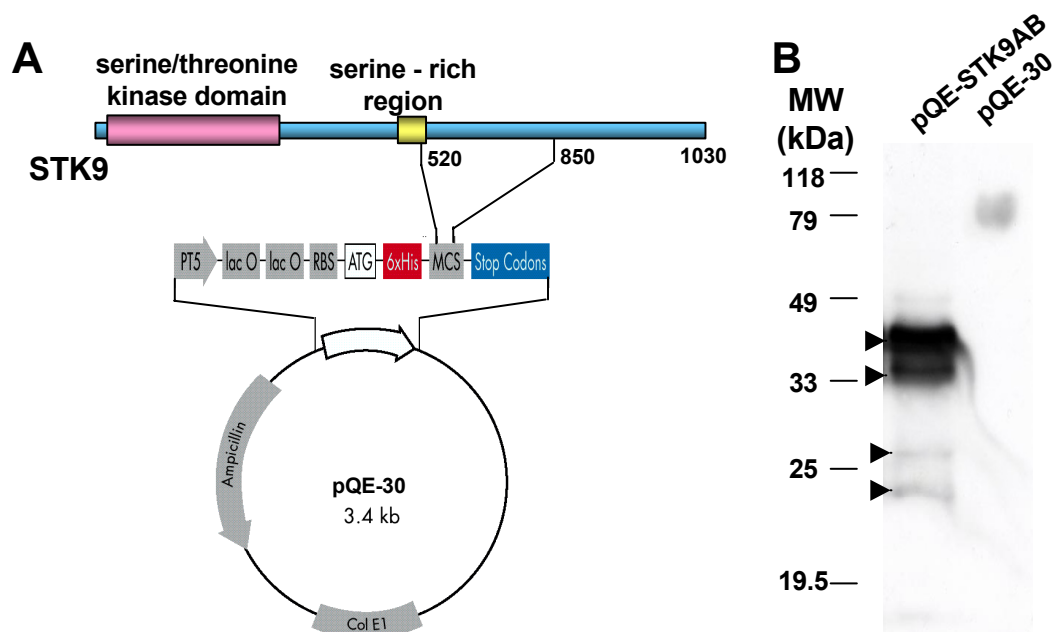 A
serine/threonine
kinase domain
serine - rich
region
STK9
520
850
1030
PT5
lac O
lac O
RBS
ATG
6xHis
MCS
Stop Codons
Ampicillin
pQE-30
3.4 kb
Col E1
B
MW
(kDa)
pQE-STK9AB
pQE-30
118
79
49
33
25
19.5